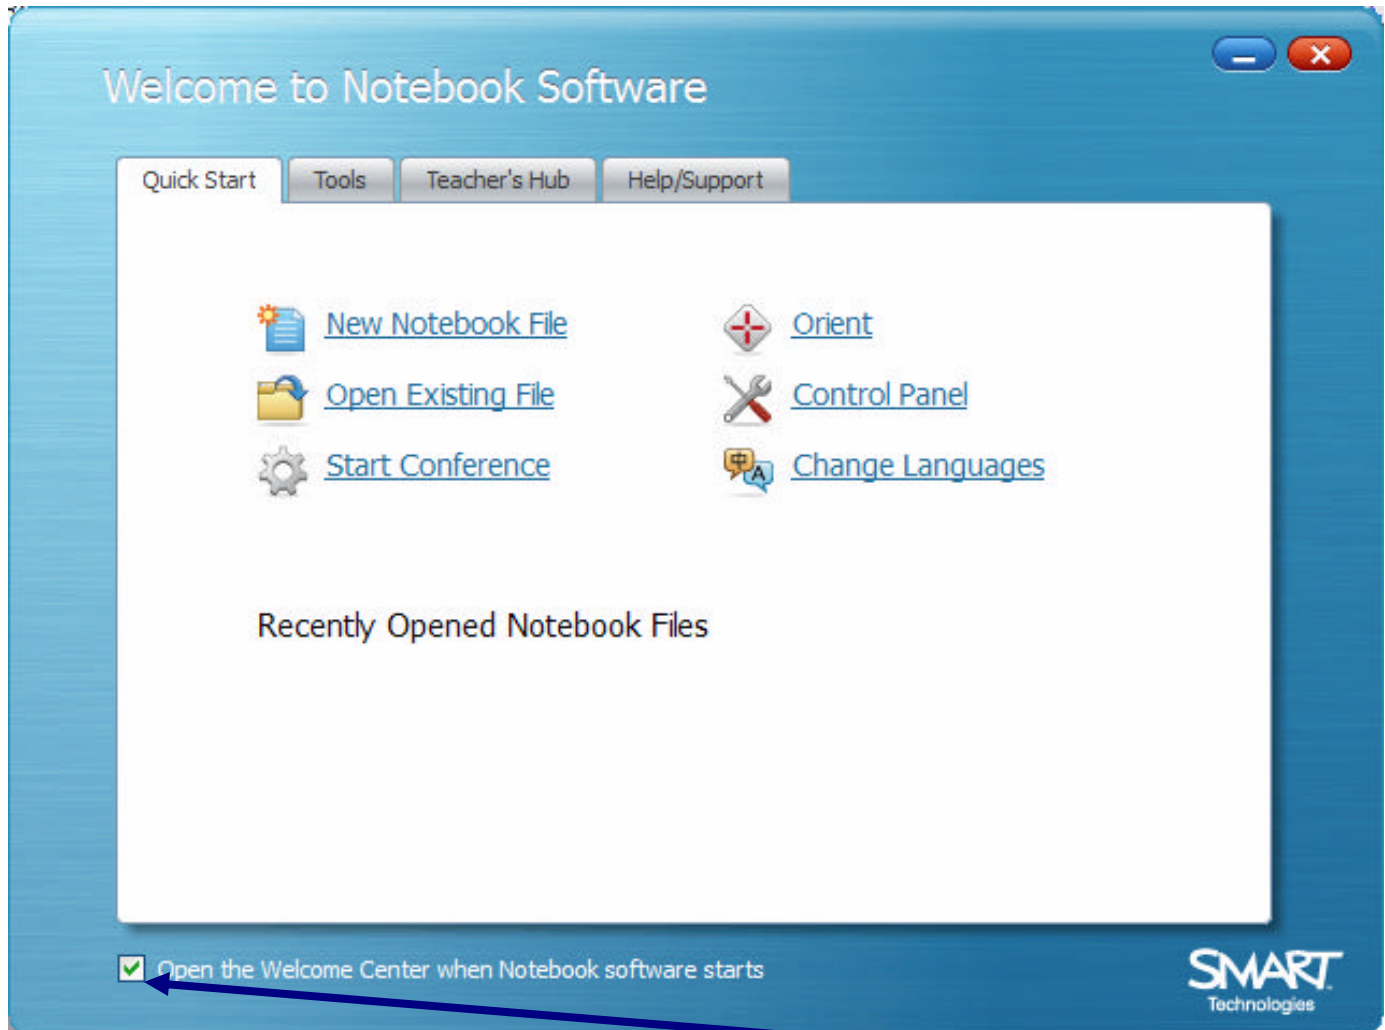 Welcome to Notebook Software
Quick Start Tools Teacher's Hub Help/Support
New Notebook File Orient
Open Existing File Control Panel
中 A
Start Conference Change Languages
Recently Opened Notebook Files
Open the Welcome Center when Notebook software starts
SMART
Technologies